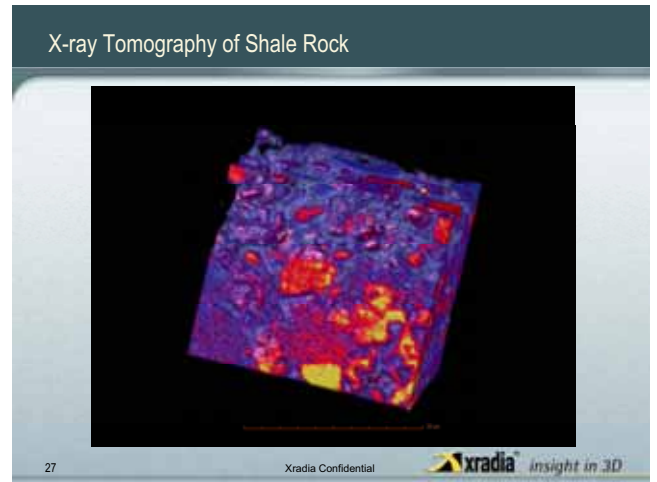 X-ray Tomography of Shale Rock
27
Xradia Confidential
xradia insight in 3D